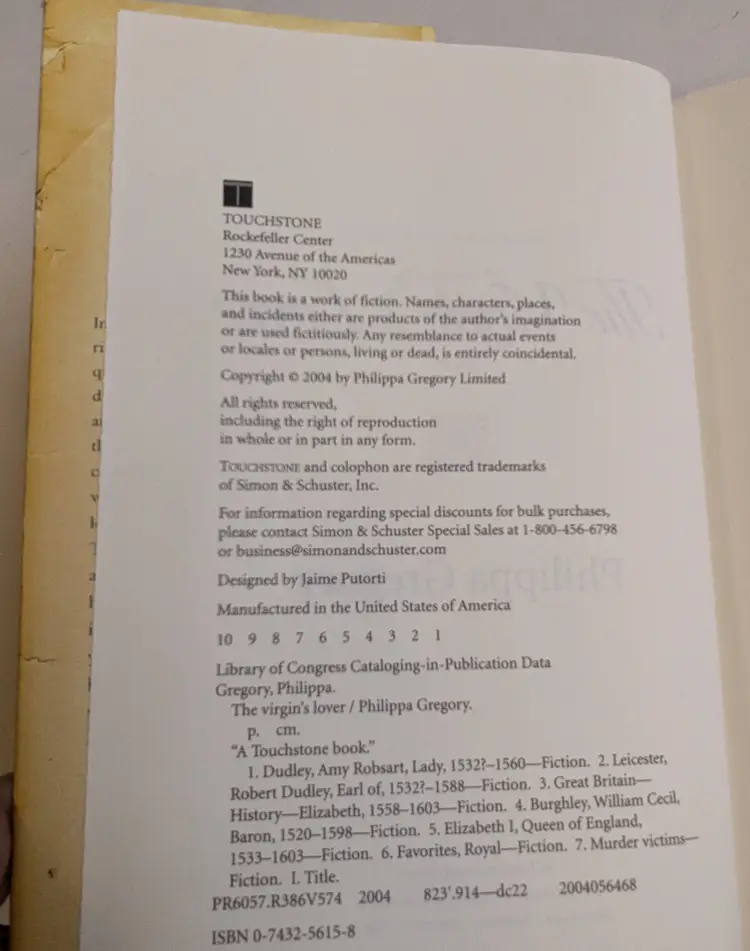 T
TOUCHSTONE
Rockefeller Center
1230 Avenue of the Americas
New York, NY 10020
This book is a work of fiction. Names, characters, places,
and incidents either are products of the author's imagination
or are used fictitiously. Any resemblance to actual events
or locales or persons, living or dead, is entirely coincidental.
Copyright © 2004 by Philippa Gregory Limited
All rights reserved,
including the right of reproduction
in whole or in part in any form.
TOUCHSTONE and colophon are registered trademarks
of Simon & Schuster, Inc.
For information regarding special discounts for bulk purchases,
please contact Simon & Schuster Special Sales at 1-800-456-6798
or business@simonandschuster.com
Designed by Jaime Putorti
Manufactured in the United States of America
10 9 8 7 6 5 4 3 2 1
Library of Congress Cataloging-in-Publication Data
Gregory, Philippa.
The virgin's lover / Philippa Gregory.
p. cm.
"A Touchstone book."
1. Dudley, Amy Robsart, Lady, 1532?–1560—Fiction. 2. Leicester,
Robert Dudley, Earl of, 1532?–1588—Fiction. 3. Great Britain—
History—Elizabeth, 1558–1603—Fiction. 4. Burghley, William Cecil,
Baron, 1520–1598—Fiction. 5. Elizabeth I, Queen of England,
1533–1603—Fiction. 6. Favorites, Royal—Fiction. 7. Murder victims—
Fiction. I. Title.
PR6057.R386V574 2004 823'.914—dc22 2004056468
ISBN 0-7432-5615-8